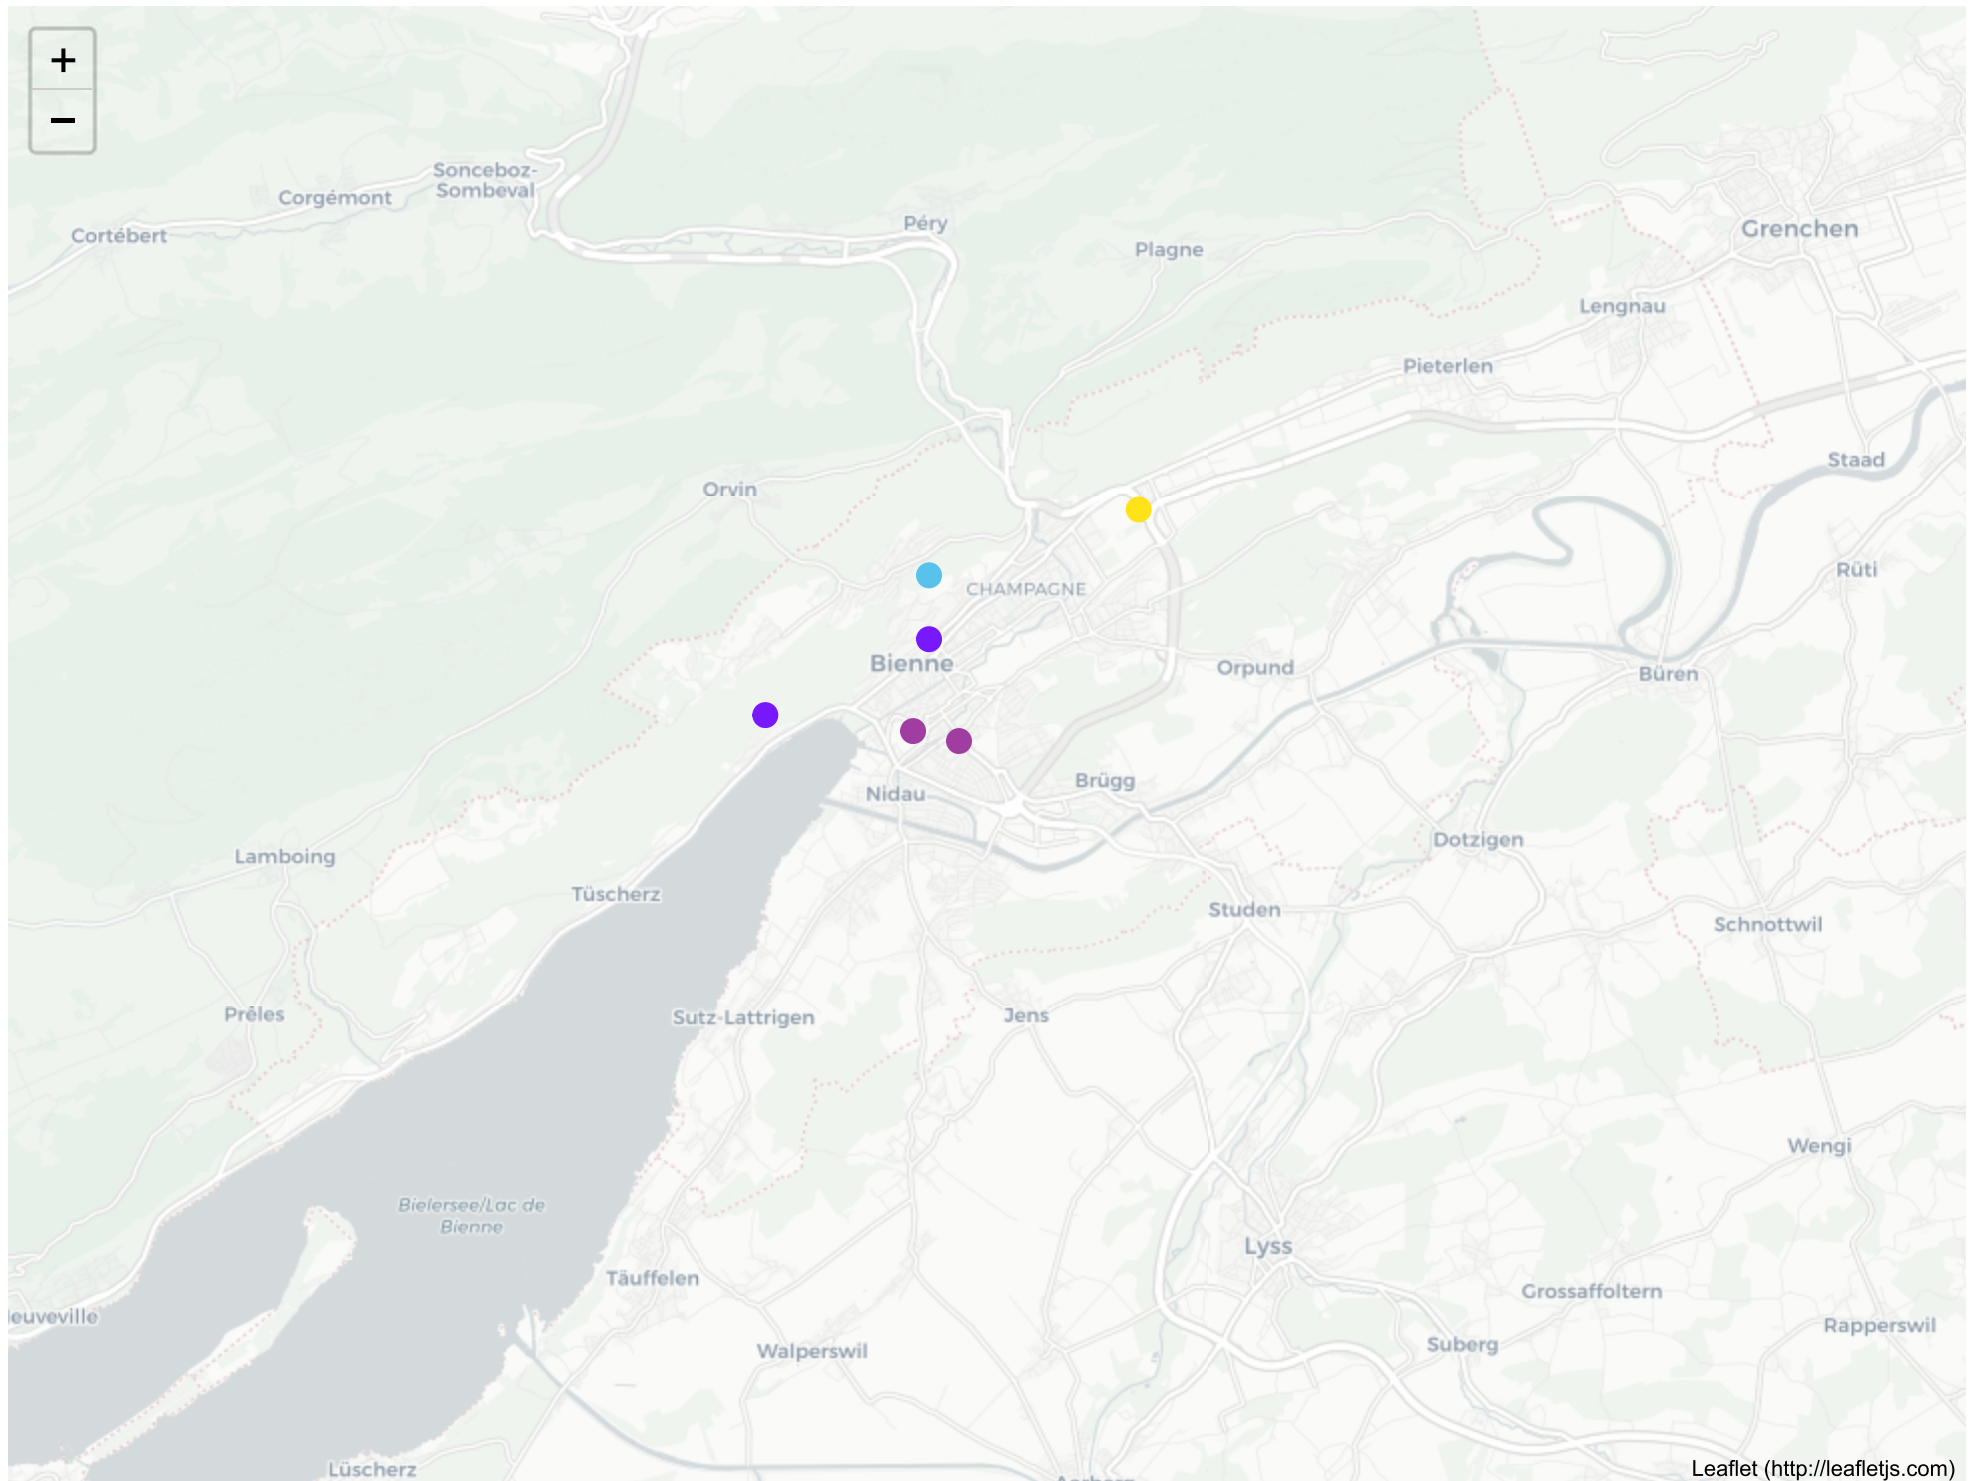 +
Sonceboz-
Sombeval
Corgémont
Cortébert
Péry
Plagne
Grenchen
Lengnau
Pieterlen
Staad
Orvin
CHAMPAGNE
Rüti
Bienne
Orpund
Büren
Brügg
Nidau
Dotzigen
Lamboing
Tüscherz
Studen
Schnottwil
Prêles
Sutz-Lattrigen
Jens
Wengi
Bielersee/Lac de
Bienne
Lyss
Täuffelen
Grossaffoltern
euveville
Rapperswil
Suberg
Walperswil
Lüscherz
Leaflet (http://leafletjs.com)